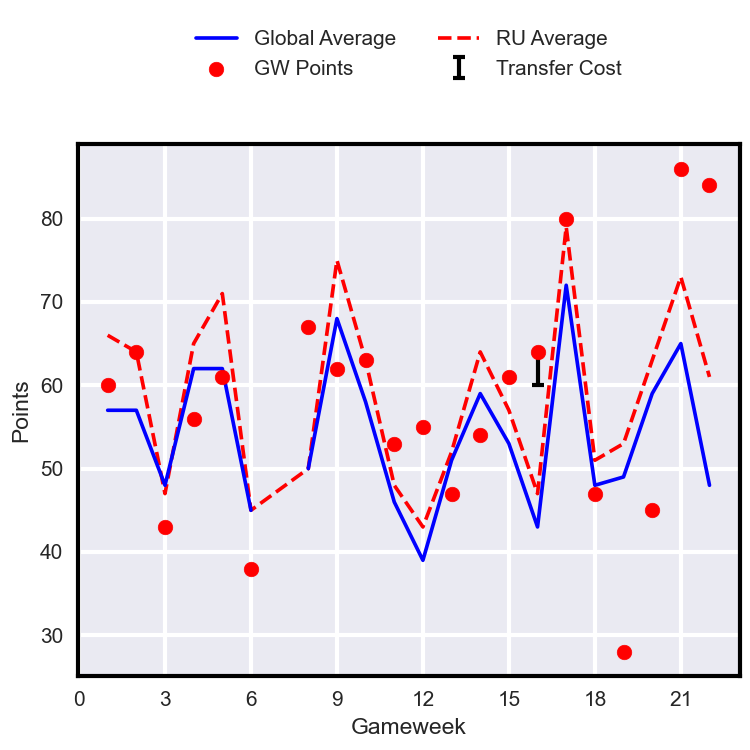 Global Average
RU Average
GW Points
Transfer Cost
80
70
60
50
40
30
Points
0 3 6 9 12 15 18 21
Gameweek